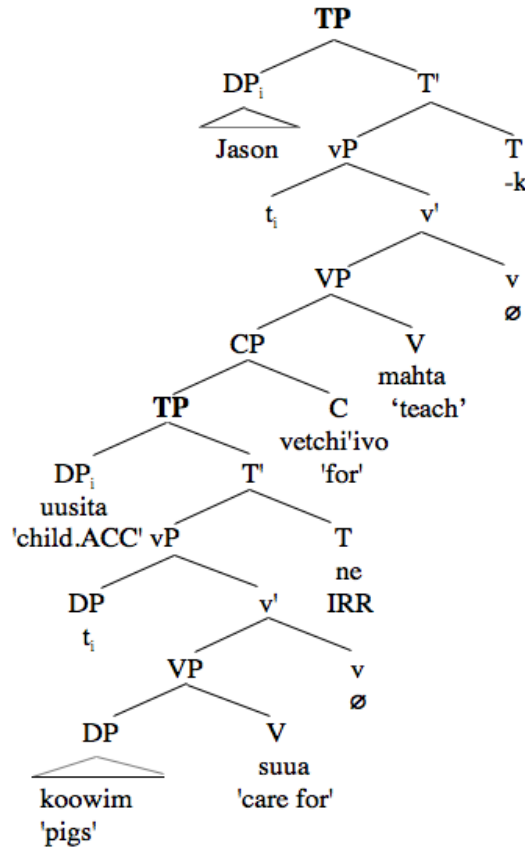 TP
DPi T'
Jason vP T
-k
ti v'
VP v
∅
CP V
mahta
'teach'
TP C
vetchi'ivo
'for'
DPi T'
uusita
'child.ACC' vP T
ne
IRR
DP v'
ti
VP v
∅
DP V
suua
'care for'
koowim
'pigs'